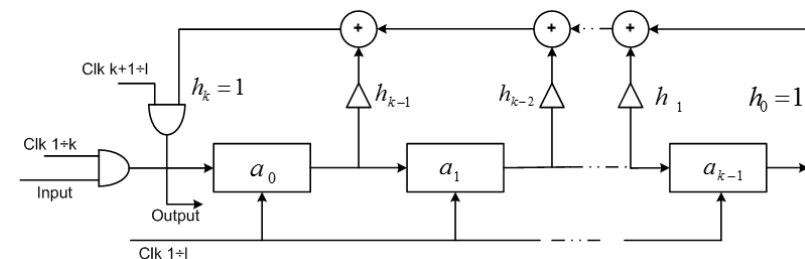 + + +
Clk k+1÷l
h_k = 1 h_{k-1} h_{k-2} h_1 h_0 = 1
Clk 1÷k
a_0 a_1 a_{k-1}
Input
Output
Clk 1÷l